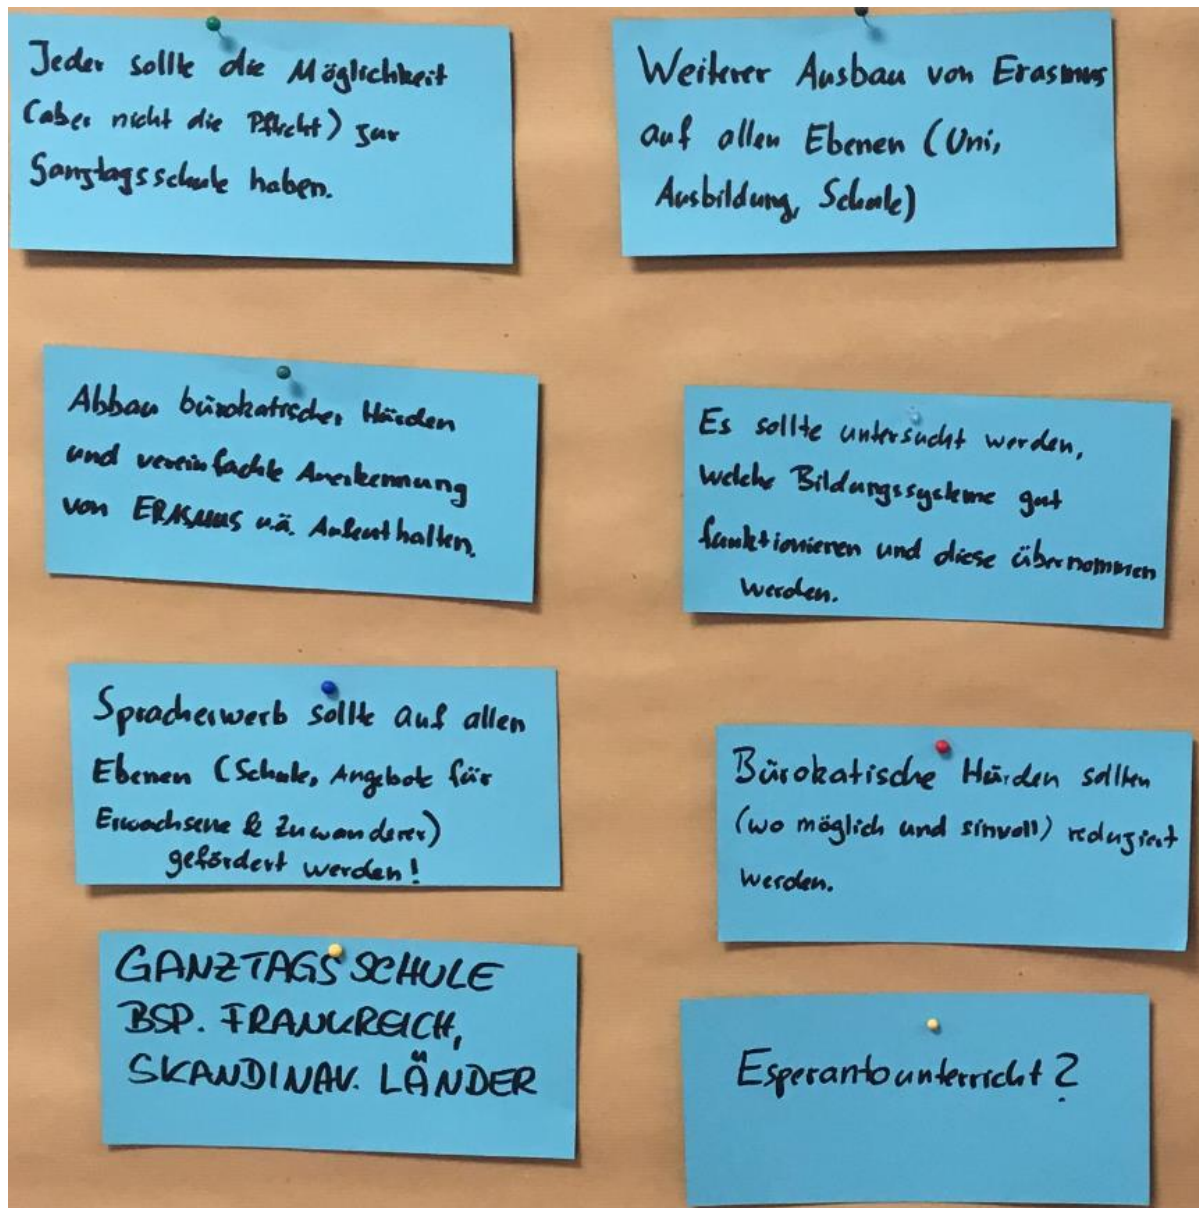 Jeder sollte die Möglichkeit
(aber nicht die Pflicht) zur
Ganztagsschule haben.
Weiterer Ausbau von Erasmus
auf allen Ebenen (Uni,
Ausbildung, Schule)
Abbau bürokatischer Hürden
und vereinfachte Anerkennung
von ERASMUS u.ä. Aufenthalten.
Es sollte untersucht werden,
welche Bildungssysteme gut
funktionieren und diese übernommen
werden.
Spracherwerb sollte auf allen
Ebenen (Schule, Angebote für
Erwachsene & Zuwanderer)
gefördert werden!
Bürokatische Hürden sollten
(wo möglich und sinvoll) reduziert
werden.
GANZTAGSSCHULE
BSP. FRANKREICH,
SKANDINAV. LÄNDER
Esperantounterricht?